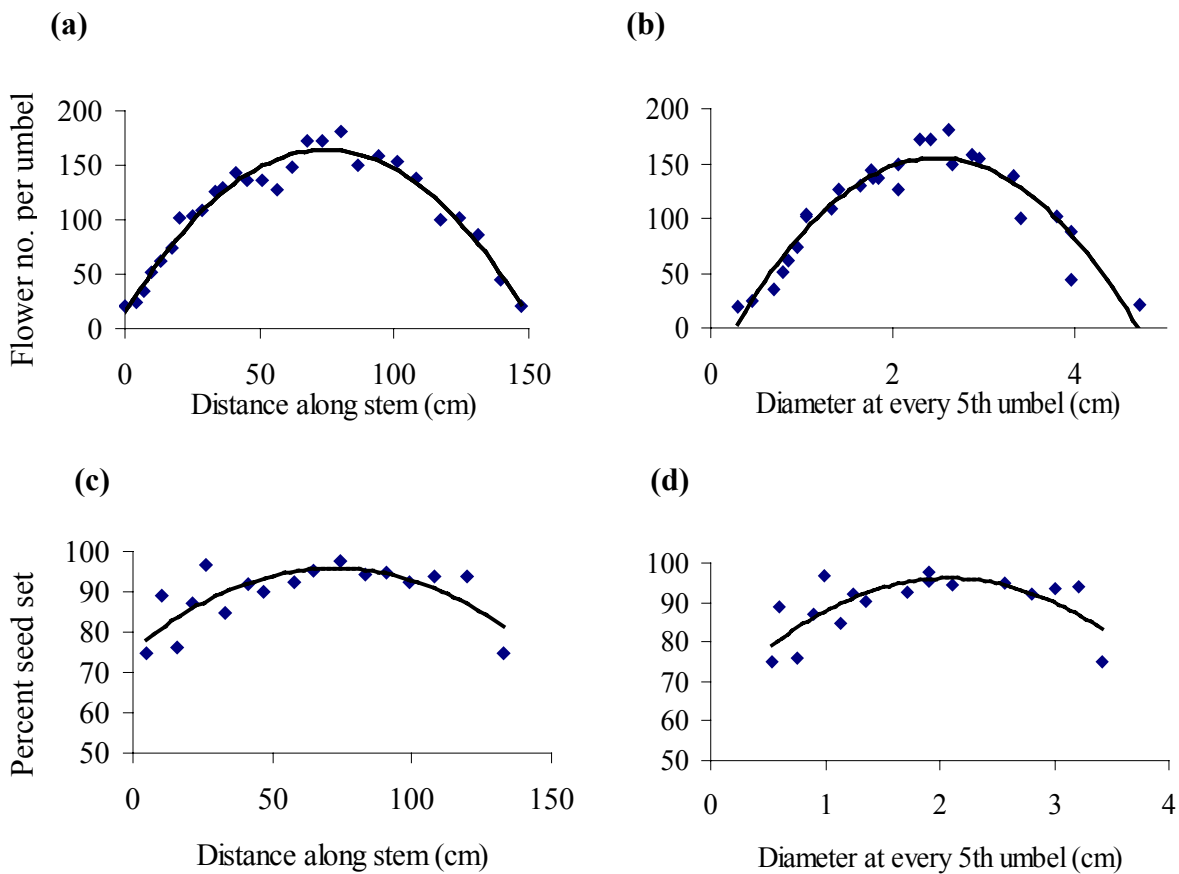 (a)
Flower no. per umbel
200
150
100
50
0
0 50 100 150
Distance along stem (cm)
(b)
200
150
100
50
0
0 2 4
Diameter at every 5th umbel (cm)
(c)
Percent seed set
100
90
80
70
60
50
0 50 100 150
Distance along stem (cm)
(d)
100
90
80
70
60
50
0 1 2 3 4
Diameter at every 5th umbel (cm)